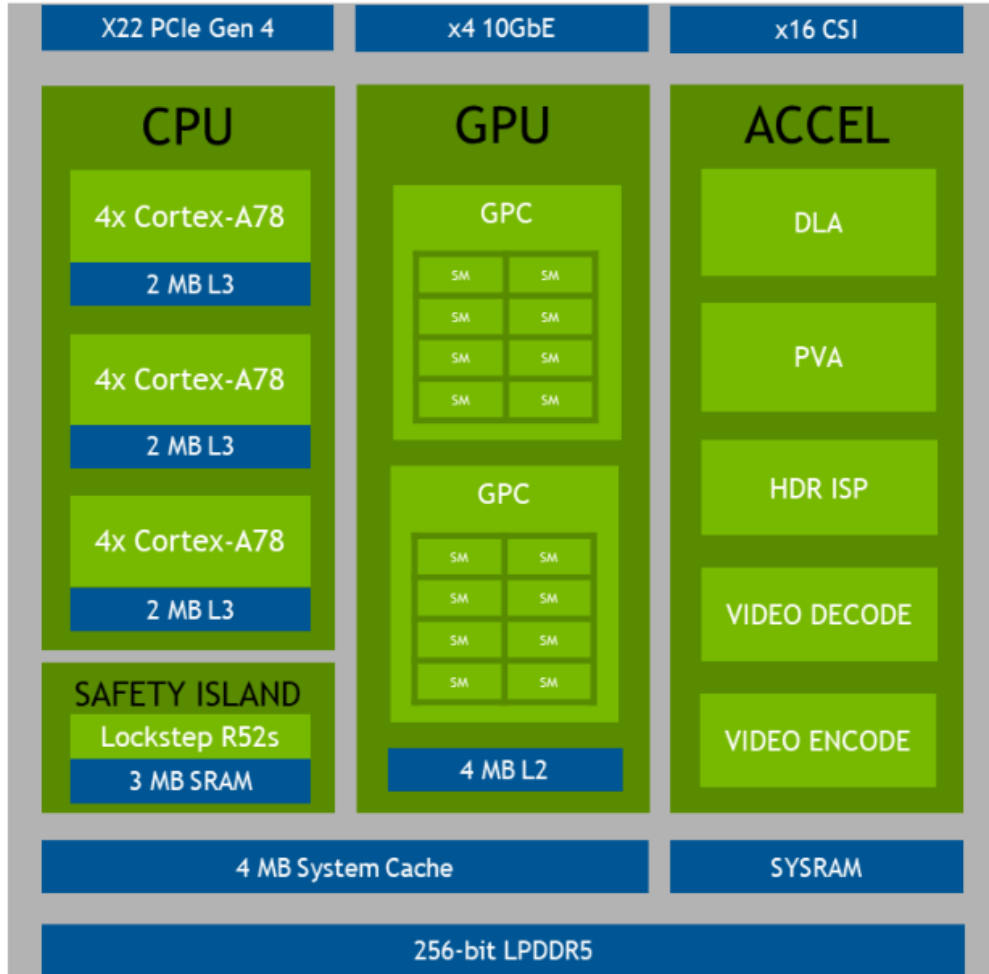 X22 PCIe Gen 4
x4 10GbE
x16 CSI
CPU
4x Cortex-A78
2 MB L3
4x Cortex-A78
2 MB L3
4x Cortex-A78
2 MB L3
SAFETY ISLAND
Lockstep R52s
3 MB SRAM
GPU
GPC
SM SM
SM SM
SM SM
SM SM
GPC
SM SM
SM SM
SM SM
SM SM
4 MB L2
ACCEL
DLA
PVA
HDR ISP
VIDEO DECODE
VIDEO ENCODE
4 MB System Cache
SYSRAM
256-bit LPDDR5